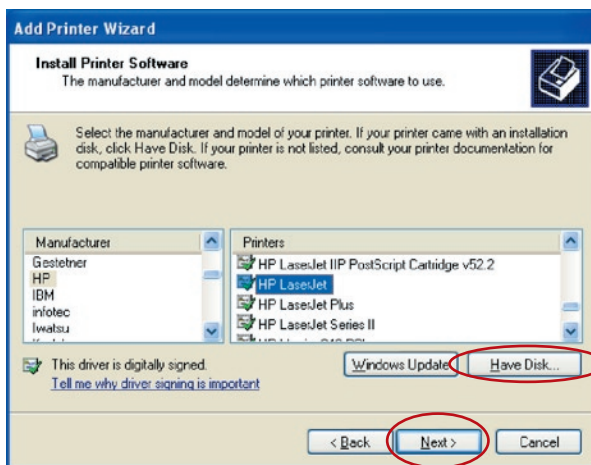 Add Printer Wizard
Install Printer Software
The manufacturer and model determine which printer software to use.
Select the manufacturer and model of your printer. If your printer came with an installation
disk, click Have Disk. If your printer is not listed, consult your printer documentation for
compatible printer software.
Manufacturer
Gestetner
HP
IBM
infotec
Iwatsu
Printers
HP LaserJet IIP PostScript Cartridge v52.2
HP LaserJet
HP LaserJet Plus
HP LaserJet Series II
This driver is digitally signed.
Tell me why driver signing is important
Windows Update
Have Disk...
< Back
Next >
Cancel